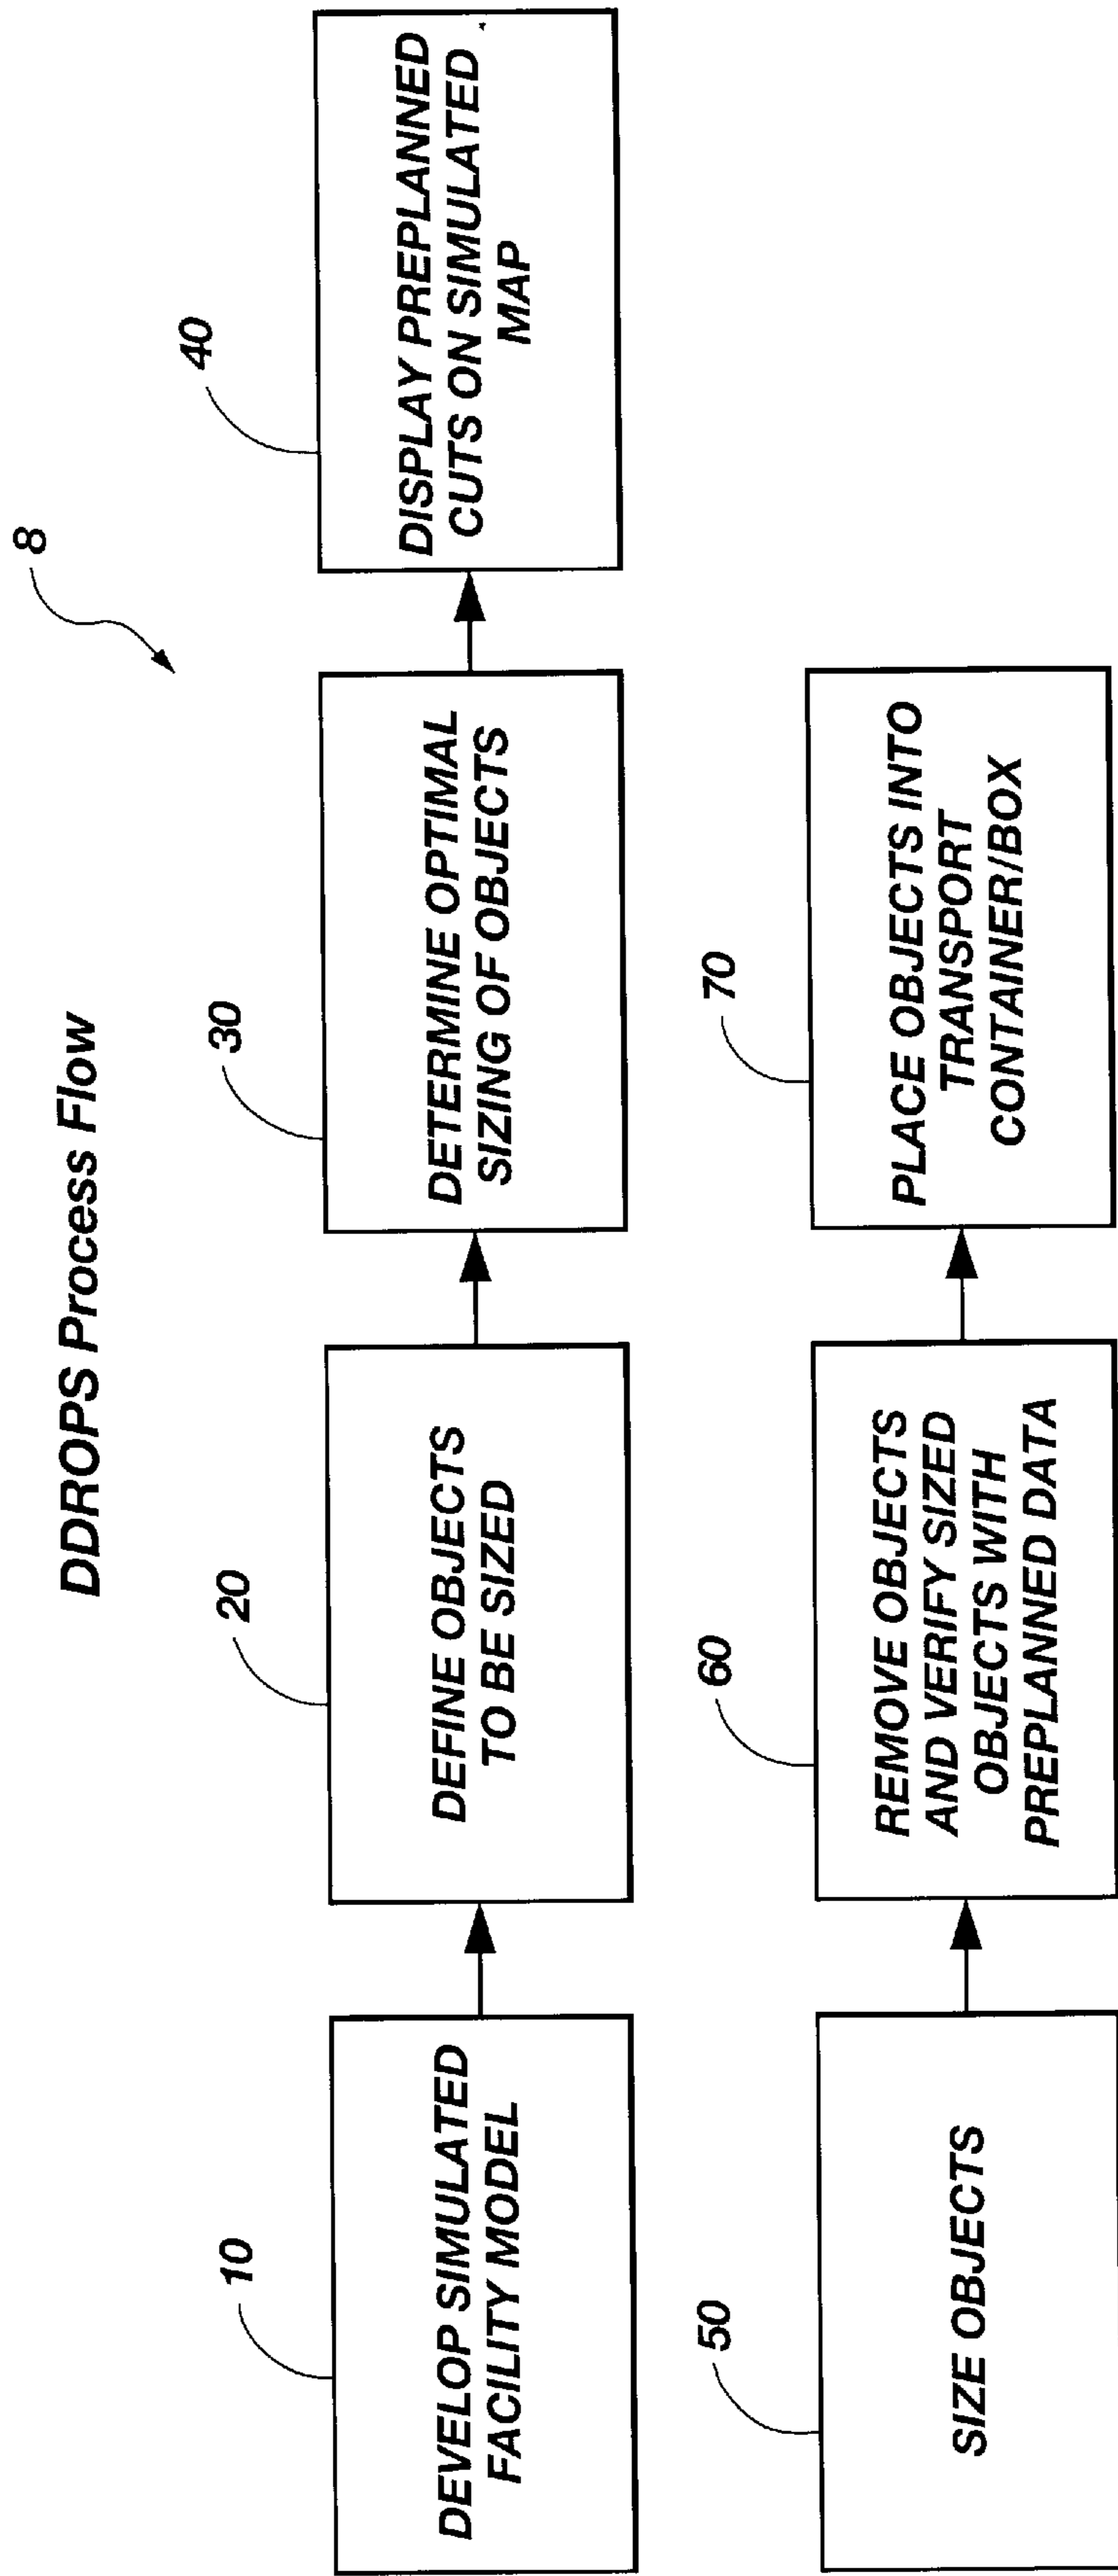 DDROPS Process Flow
8
10
DEVELOP SIMULATED
FACILITY MODEL
20
DEFINE OBJECTS
TO BE SIZED
30
DETERMINE OPTIMAL
SIZING OF OBJECTS
40
DISPLAY PREPLANNED
CUTS ON SIMULATED
MAP
50
SIZE OBJECTS
60
REMOVE OBJECTS
AND VERIFY SIZED
OBJECTS WITH
PREPLANNED DATA
70
PLACE OBJECTS INTO
TRANSPORT
CONTAINER/BOX